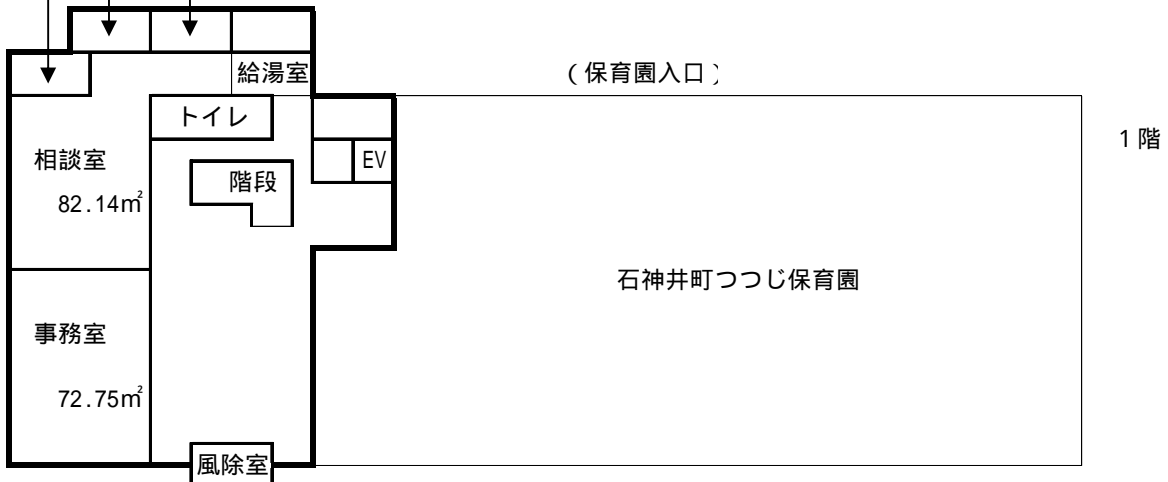 給湯室
(保育園入口)
トイレ
1階
相談室
EV
階段
82.14㎡
石神井町つつじ保育園
事務室
72.75㎡
風除室